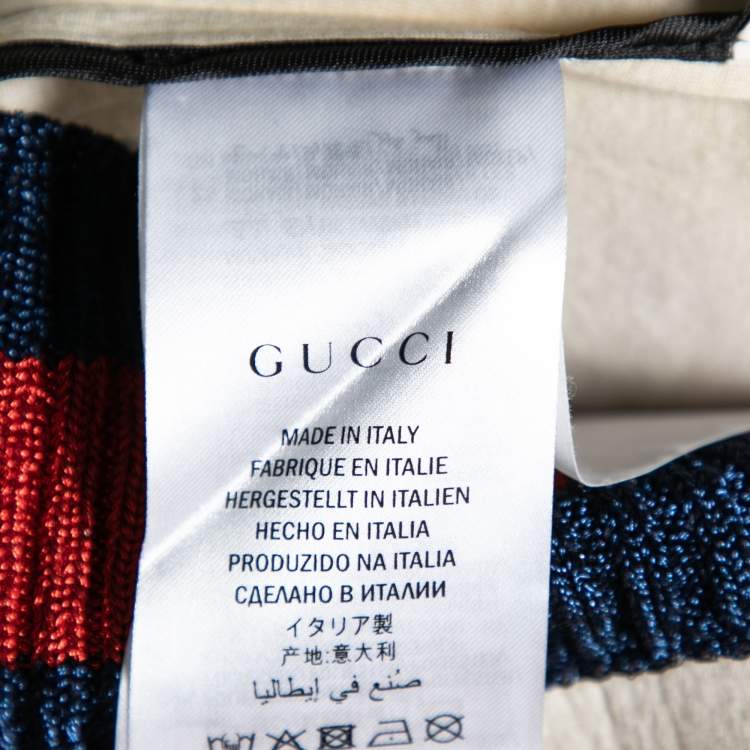 GUCCI
MADE IN ITALY
FABRIQUE EN ITALIE
HERGESTELLT IN ITALIEN
HECHO EN ITALIA
PRODUZIDO NA ITALIA
СДЕЛАНО В ИТАЛИИ
イタリア製
产地:意大利
صُنع في إيطاليا